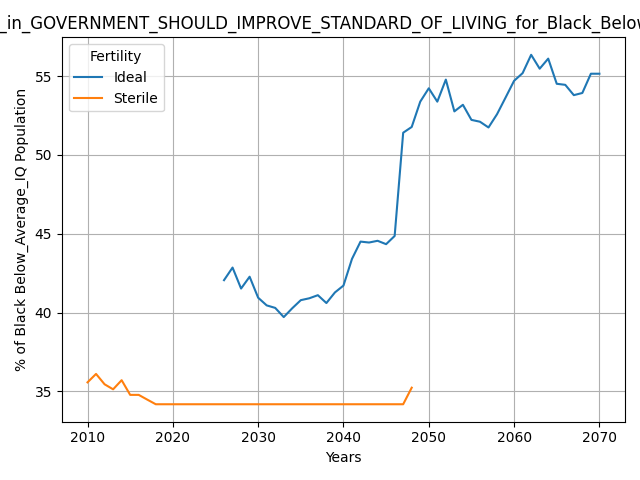 _in_GOVERNMENT_SHOULD_IMPROVE_STANDARD_OF_LIVING_for_Black_Below
Fertility
Ideal
Sterile
% of Black Below_Average_IQ Population
55
50
45
40
35
2010 2020 2030 2040 2050 2060 2070
Years